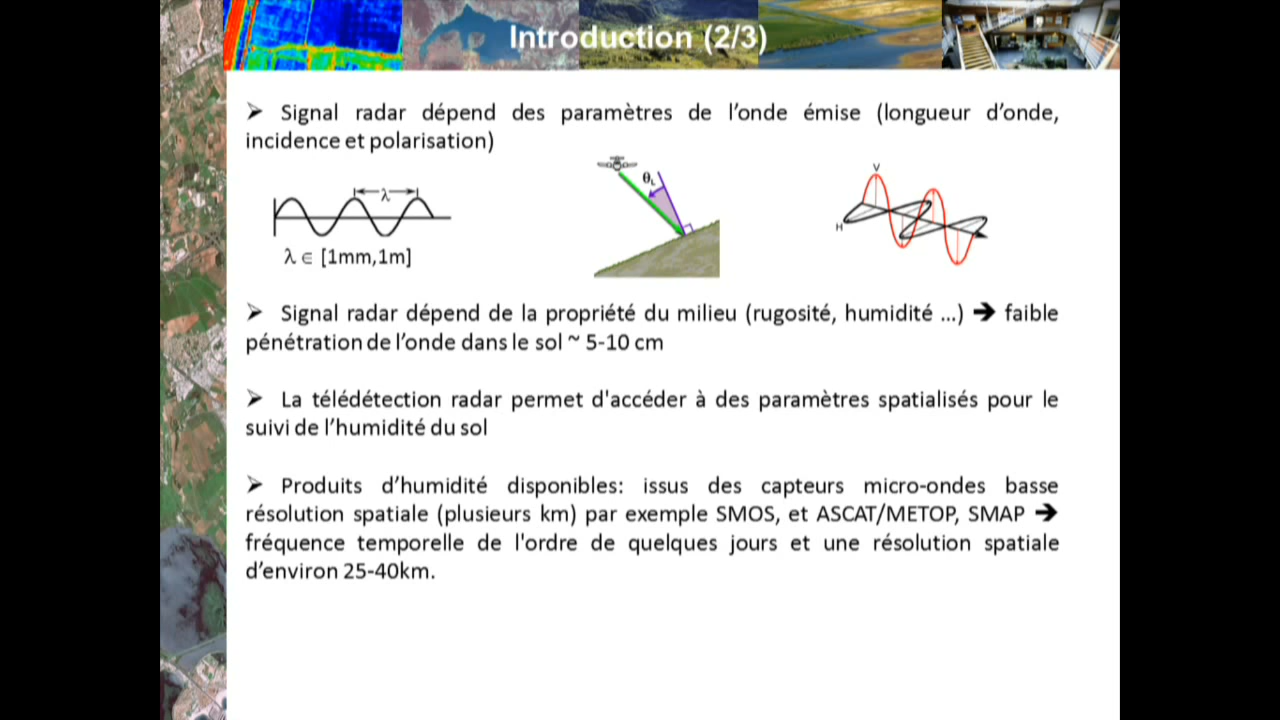 Introduction (2/3)
➢ Signal radar dépend des paramètres de l’onde émise (longueur d’onde,
incidence et polarisation)
λ
λ ∈ [1mm,1m]
θL
V
H
➢ Signal radar dépend de la propriété du milieu (rugosité, humidité ...) ➔ faible
pénétration de l’onde dans le sol ~ 5-10 cm
➢ La télédétection radar permet d'accéder à des paramètres spatialisés pour le
suivi de l’humidité du sol
➢ Produits d’humidité disponibles: issus des capteurs micro-ondes basse
résolution spatiale (plusieurs km) par exemple SMOS, et ASCAT/METOP, SMAP ➔
fréquence temporelle de l'ordre de quelques jours et une résolution spatiale
d’environ 25-40km.